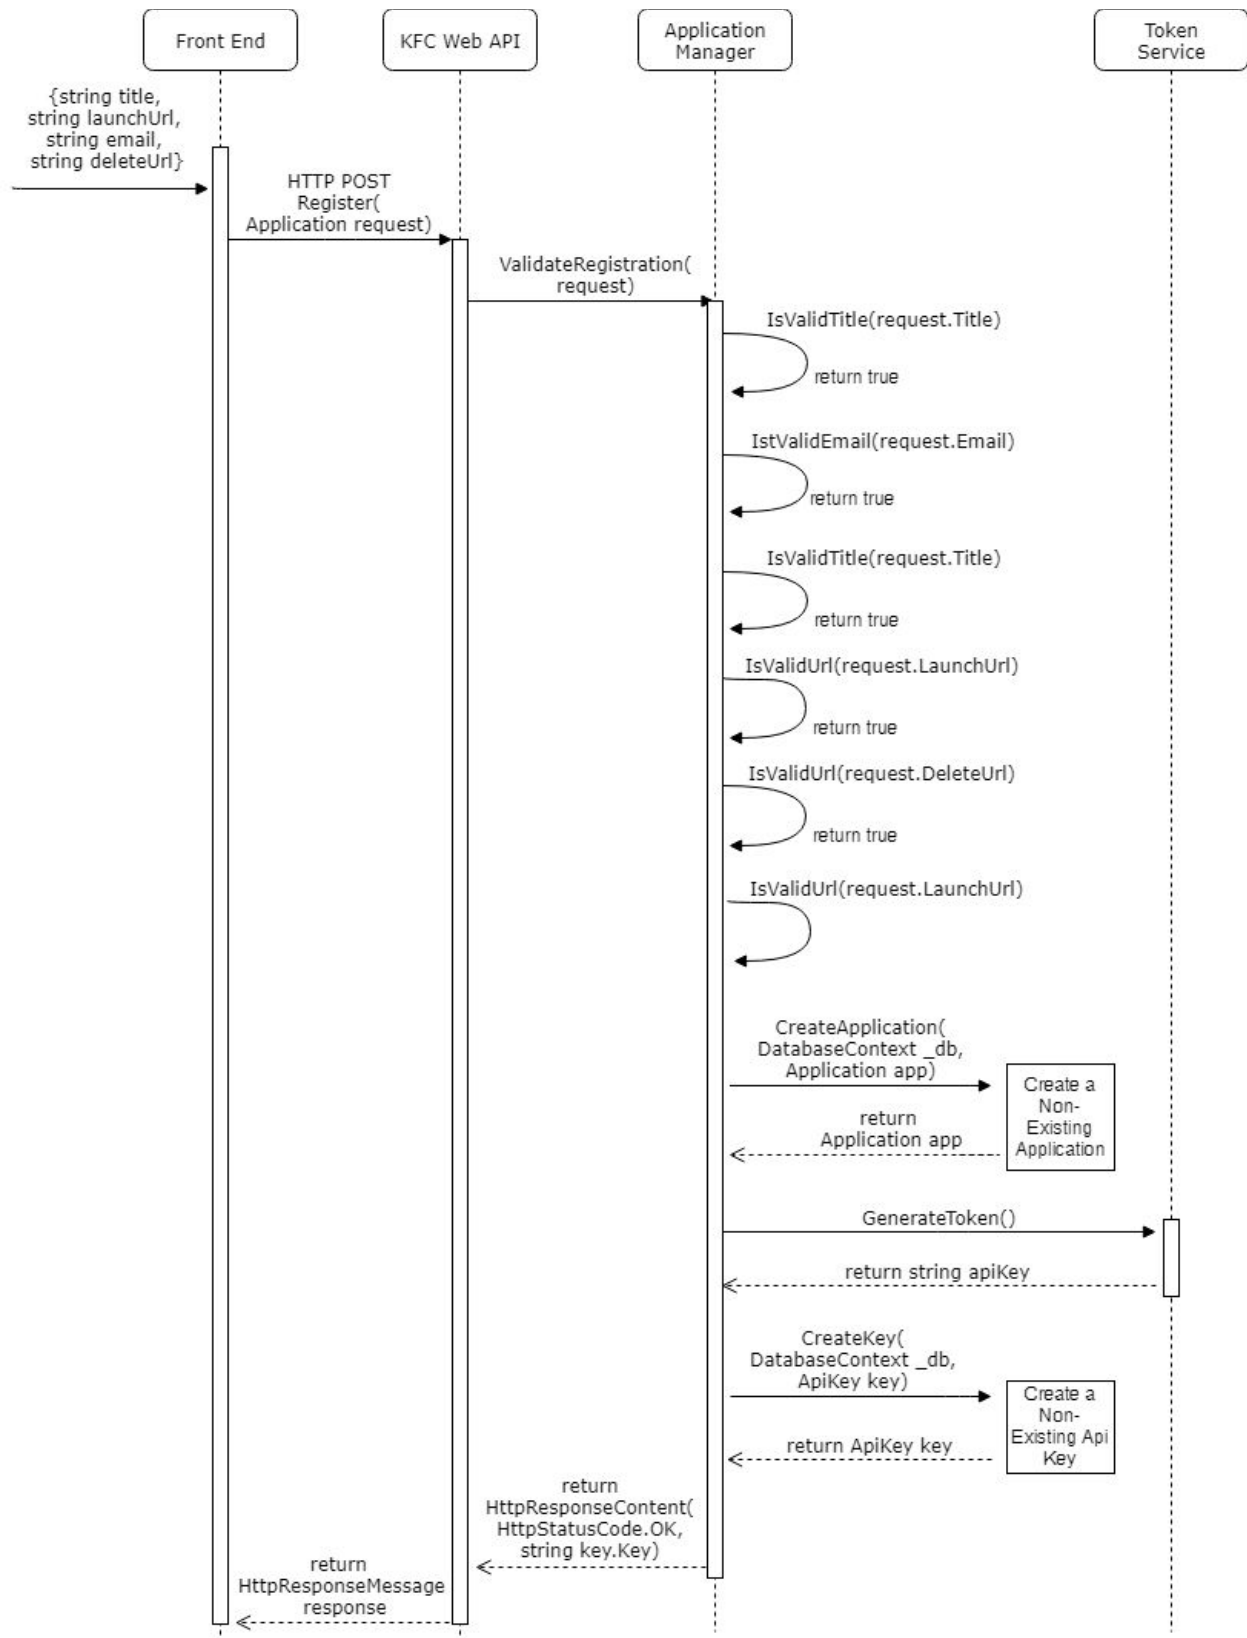 Front End
KFC Web API
Application
Manager
Token
Service
{string title,
string launchUrl,
string email,
string deleteUrl}
HTTP POST
Register(
Application request)
ValidateRegistration(
request)
IsValidTitle(request.Title)
return true
IstValidEmail(request.Email)
return true
IsValidTitle(request.Title)
return true
IsValidUrl(request.LaunchUrl)
return true
IsValidUrl(request.DeleteUrl)
return true
IsValidUrl(request.LaunchUrl)
CreateApplication(
DatabaseContext _db,
Application app)
Create a
Non-
Existing
Application
return
Application app
GenerateToken()
return string apiKey
CreateKey(
DatabaseContext _db,
ApiKey key)
Create a
Non-
Existing Api
Key
return ApiKey key
return
HttpResponseContent(
HttpStatusCode.OK,
string key.Key)
return
HttpResponseMessage
response